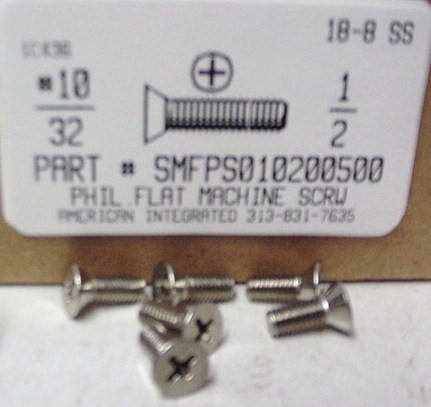 18-8 SS
#10 1
32 2
PART # SMFPS010200500
PHIL.FLAT MACHINE SCRW
AMERICAN INTEGRATED 313-831-7635